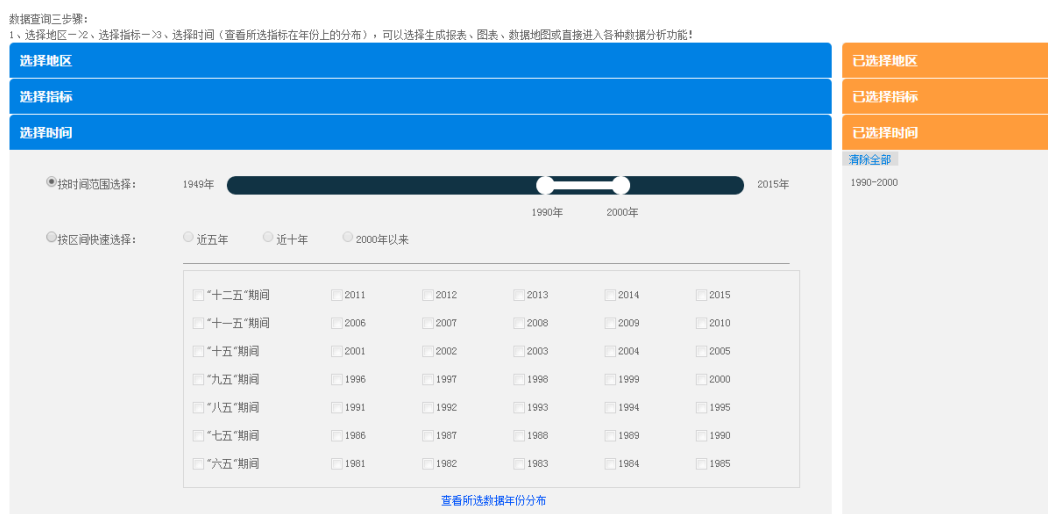 数据查询三步骤：
1、选择地区—>2、选择指标—>3、选择时间（查看所选指标在年份上的分布），可以选择生成报表、图表、数据地图或直接进入各种数据分析功能！
选择地区
选择指标
选择时间
按时间范围选择： 1949年 2015年
1990年 2000年
按区间快速选择： 近五年 近十年 2000年以来
"十二五"期间 2011 2012 2013 2014 2015
"十一五"期间 2006 2007 2008 2009 2010
"十五"期间 2001 2002 2003 2004 2005
"九五"期间 1996 1997 1998 1999 2000
"八五"期间 1991 1992 1993 1994 1995
"七五"期间 1986 1987 1988 1989 1990
"六五"期间 1981 1982 1983 1984 1985
查看所选数据年份分布
已选择地区
已选择指标
已选择时间
清除全部
1990-2000